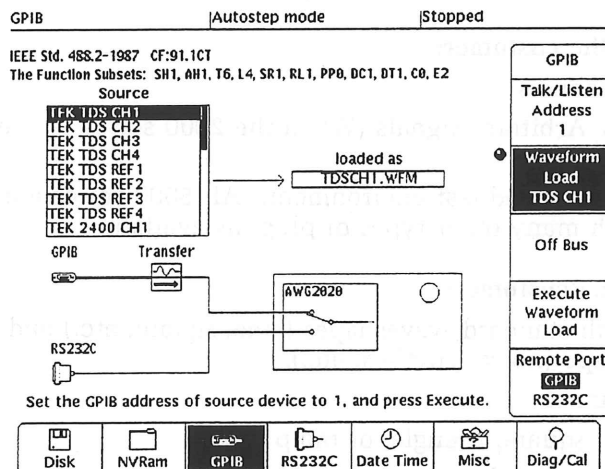 GPIB Autostep mode Stopped
IEEE Std. 488.2-1987 CF:91.1CT
The Function Subsets: SH1, AH1, T6, L4, SR1, RL1, PP0, DC1, DT1, C0, E2
Source
TEK TDS CH1
TEK TDS CH2
TEK TDS CH3
TEK TDS CH4
TEK TDS REF1
TEK TDS REF2
TEK TDS REF3
TEK TDS REF4
TEK 2400 CH1
loaded as
TDSCH1.WFM
GPIB Transfer
AWG2020
RS232C
Set the GPIB address of source device to 1, and press Execute.
GPIB
Talk/Listen
Address
1
Waveform
Load
TDS CH1
Off Bus
Execute
Waveform
Load
Remote Port
GPIB
RS232C
Disk NVRam GPIB RS232C Date Time Misc Diag/Cal